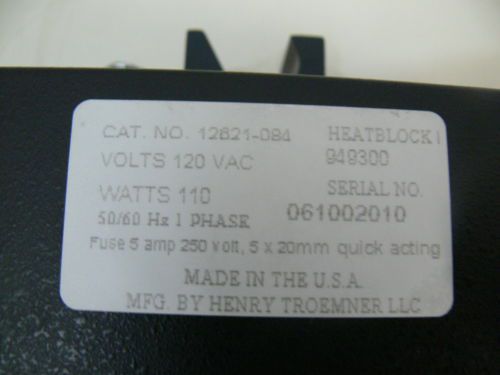 CAT. NO. 12621-084 HEATBLOCK I
VOLTS 120 VAC 949300
WATTS 110 SERIAL NO.
50/60 Hz 1 PHASE 061002010
Fuse 5 amp 250 volt, 5 x 20mm quick acting
MADE IN THE U.S.A.
MFG. BY HENRY TROEMNER LLC